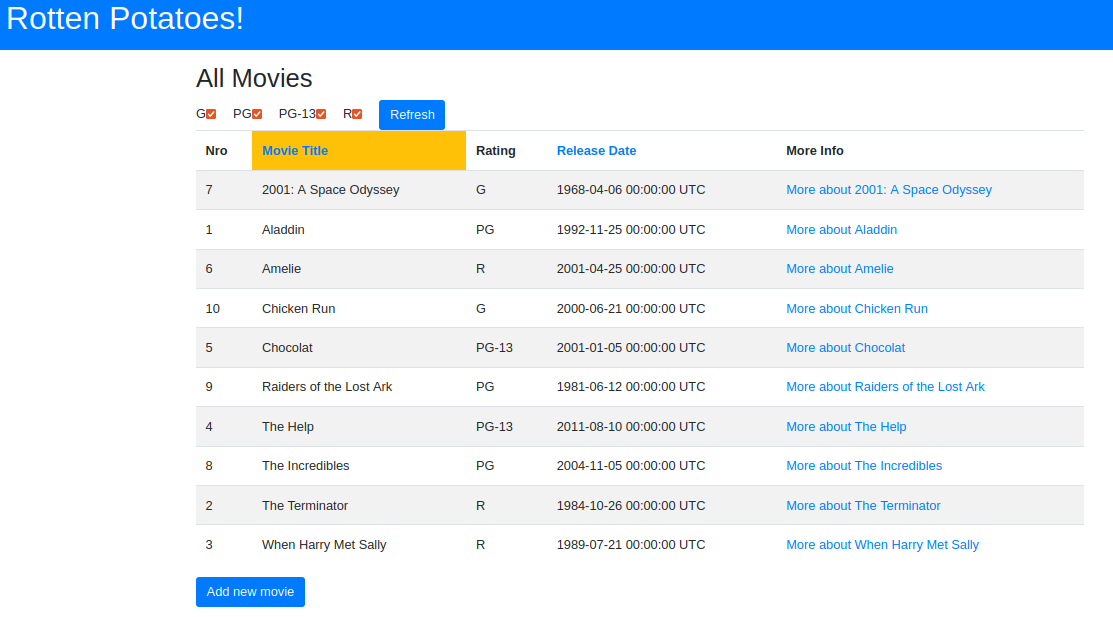 Rotten Potatoes!
All Movies
G PG PG-13 R Refresh
Nro Movie Title Rating Release Date More Info
7 2001: A Space Odyssey G 1968-04-06 00:00:00 UTC More about 2001: A Space Odyssey
1 Aladdin PG 1992-11-25 00:00:00 UTC More about Aladdin
6 Amelie R 2001-04-25 00:00:00 UTC More about Amelie
10 Chicken Run G 2000-06-21 00:00:00 UTC More about Chicken Run
5 Chocolat PG-13 2001-01-05 00:00:00 UTC More about Chocolat
9 Raiders of the Lost Ark PG 1981-06-12 00:00:00 UTC More about Raiders of the Lost Ark
4 The Help PG-13 2011-08-10 00:00:00 UTC More about The Help
8 The Incredibles PG 2004-11-05 00:00:00 UTC More about The Incredibles
2 The Terminator R 1984-10-26 00:00:00 UTC More about The Terminator
3 When Harry Met Sally R 1989-07-21 00:00:00 UTC More about When Harry Met Sally
Add new movie